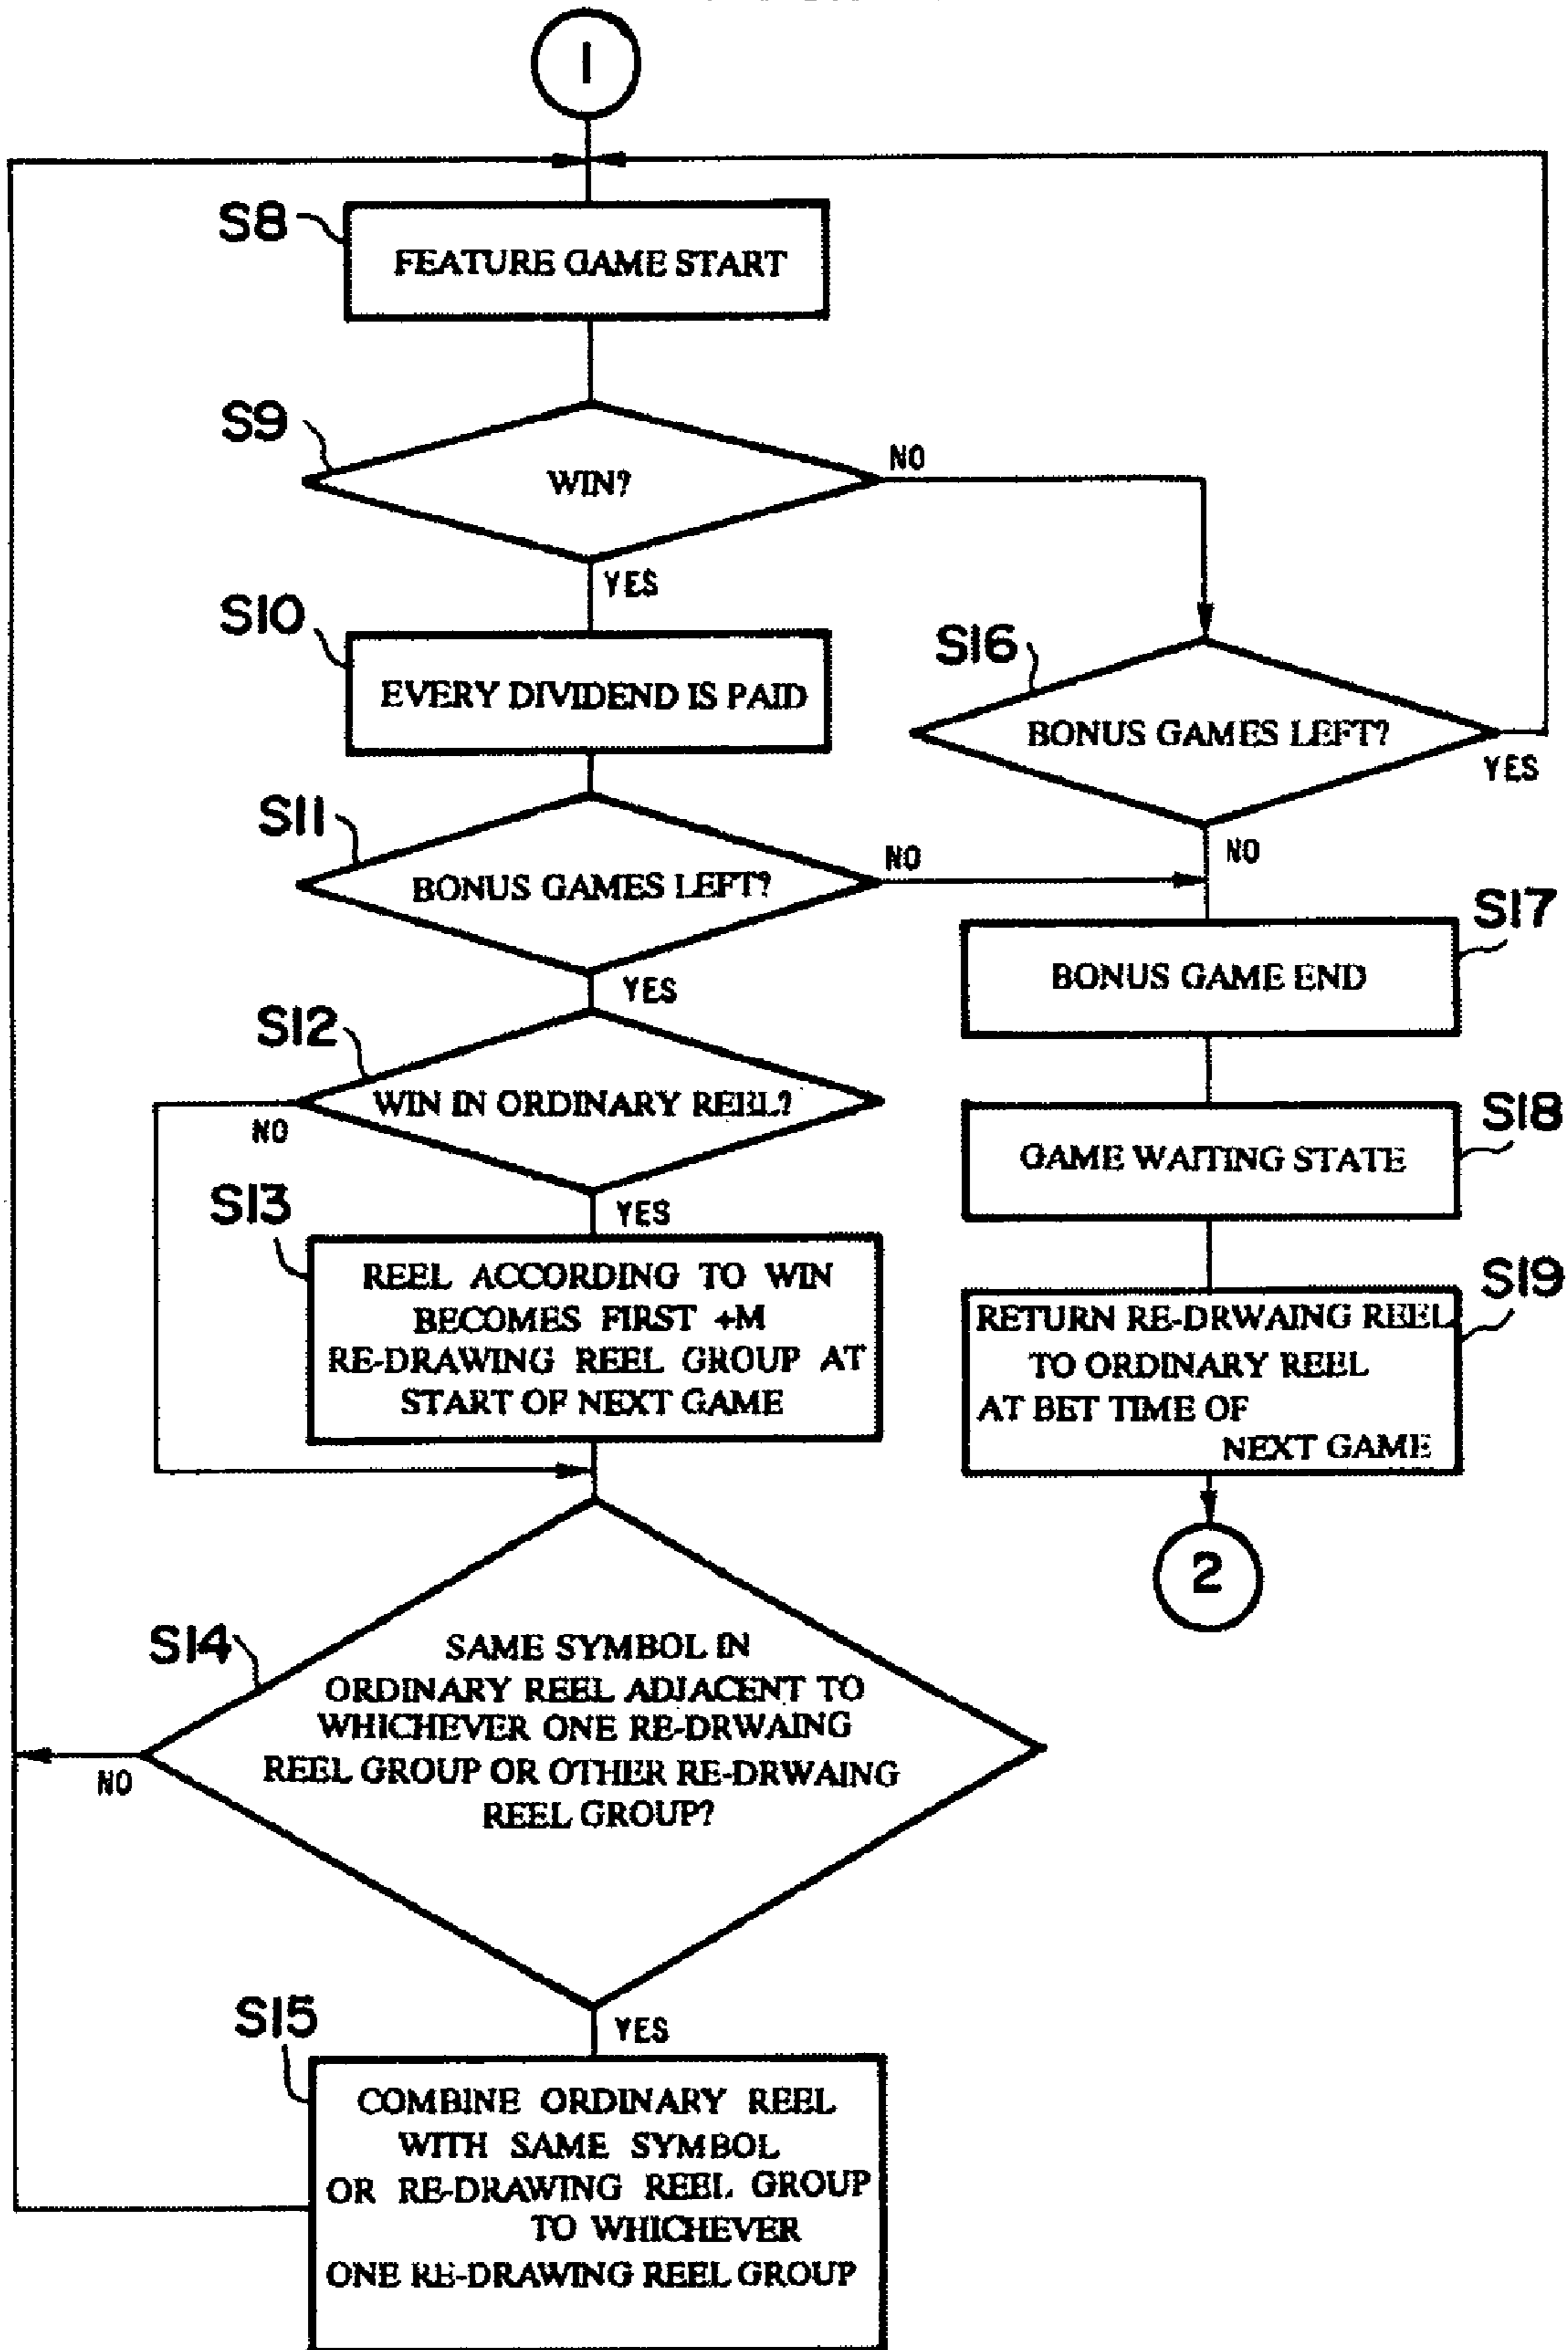 1
S8
FEATURE GAME START
S9
WIN?
NO
YES
S10
EVERY DIVIDEND IS PAID
S16
BONUS GAMES LEFT?
YES
NO
S11
BONUS GAMES LEFT?
NO
YES
S17
BONUS GAME END
S12
WIN IN ORDINARY REEL?
NO
YES
S18
GAME WAITING STATE
S13
REEL ACCORDING TO WIN
BECOMES FIRST +M
RE-DRAWING REEL GROUP AT
START OF NEXT GAME
S19
RETURN RE-DRWAING REEL
TO ORDINARY REEL
AT BET TIME OF
NEXT GAME
2
S14
SAME SYMBOL IN
ORDINARY REEL ADJACENT TO
WHICHEVER ONE RE-DRWAING
REEL GROUP OR OTHER RE-DRWAING
REEL GROUP?
NO
YES
S15
COMBINE ORDINARY REEL
WITH SAME SYMBOL
OR RE-DRAWING REEL GROUP
TO WHICHEVER
ONE RE-DRAWING REEL GROUP